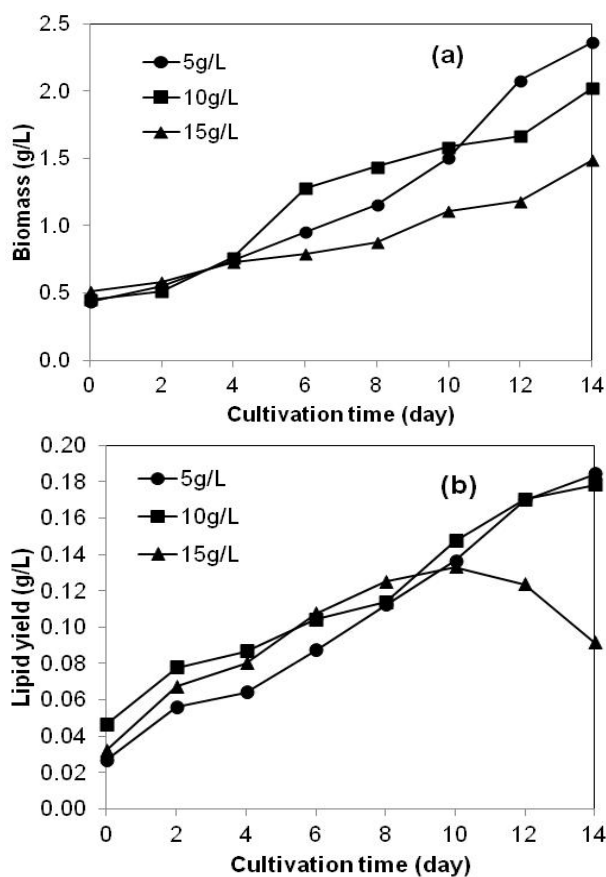 2.5
2.0
1.5
1.0
0.5
0.0
Biomass (g/L)
5g/L
10g/L
15g/L
(a)
0 2 4 6 8 10 12 14
Cultivation time (day)
0.20
0.18
0.16
0.14
0.12
0.10
0.08
0.06
0.04
0.02
0.00
Lipid yield (g/L)
5g/L
10g/L
15g/L
(b)
0 2 4 6 8 10 12 14
Cultivation time (day)